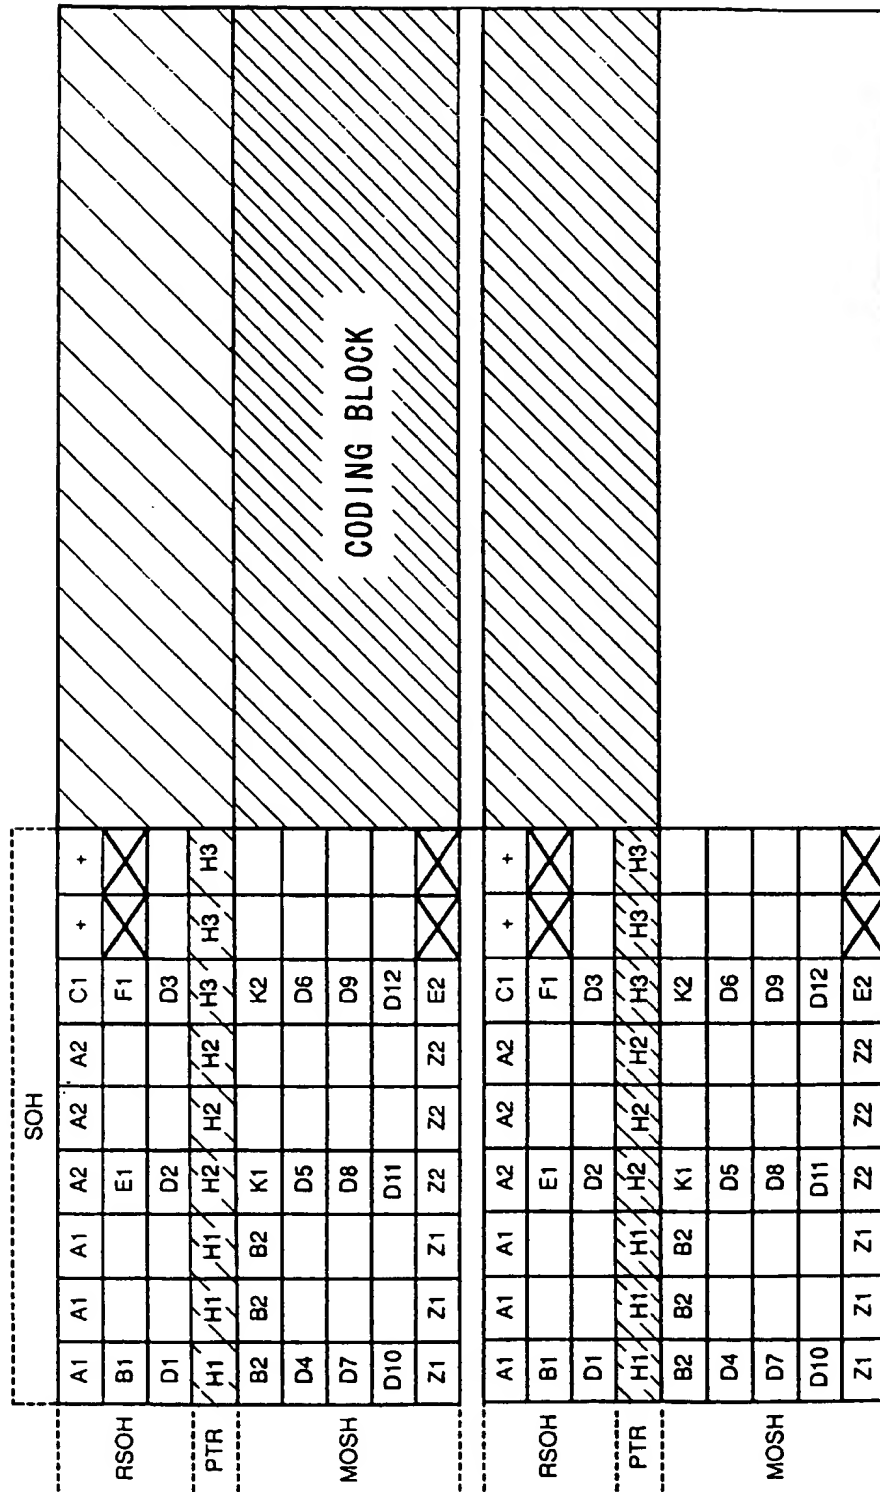 SOH
A1 A1 A1 A2 A2 A2 C1 + +
RSOH B1 E1 F1
D1 D2 D3
PTR H1 H1 H1 H2 H2 H2 H3 H3 H3
B2 B2 B2 K1 K2
D4 D5 D6
MOSH D7 D8 D9 CODING BLOCK
D10 D11 D12
Z1 Z1 Z1 Z2 Z2 Z2 E2
A1 A1 A1 A2 A2 A2 C1 + +
RSOH B1 E1 F1
D1 D2 D3
PTR H1 H1 H1 H2 H2 H2 H3 H3 H3
B2 B2 B2 K1 K2
D4 D5 D6
MOSH D7 D8 D9
D10 D11 D12
Z1 Z1 Z1 Z2 Z2 Z2 E2